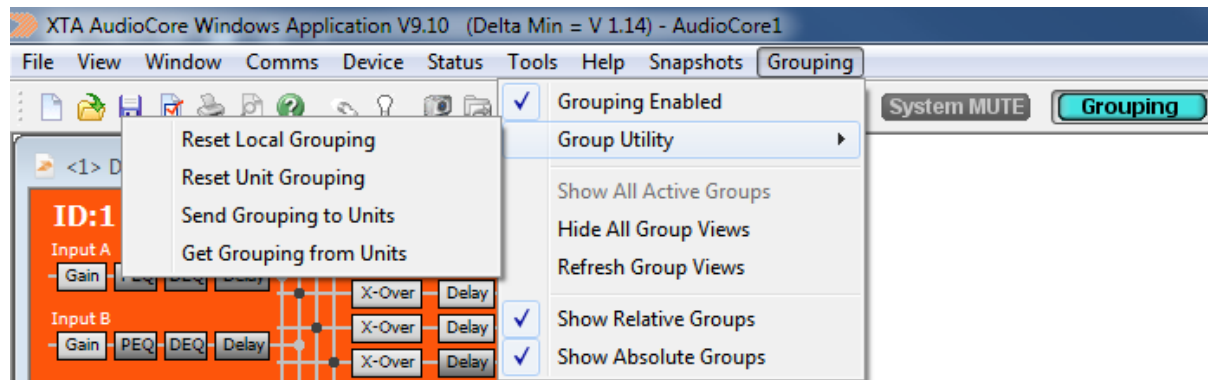 XTA AudioCore Windows Application V9.10 (Delta Min = V 1.14) - AudioCore1
File View Window Comms Device Status Tools Help Snapshots Grouping
System MUTE Grouping
Grouping Enabled
Group Utility
Show All Active Groups
Hide All Group Views
Refresh Group Views
Show Relative Groups
Show Absolute Groups
Reset Local Grouping
Reset Unit Grouping
Send Grouping to Units
Get Grouping from Units
<1> D
ID:1
Input A
Gain PEQ DEQ Delay
X-Over Delay
Input B
X-Over Delay
Gain PEQ DEQ Delay
X-Over Delay